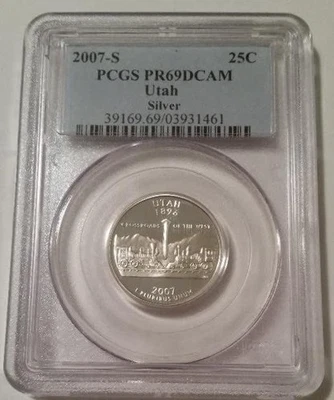 2007-S 25C
PCGS PR69DCAM
Utah
Silver
39169.69/03931461
UTAH
1896
CROSSROADS OF THE WEST
2007
E PLURIBUS UNUM